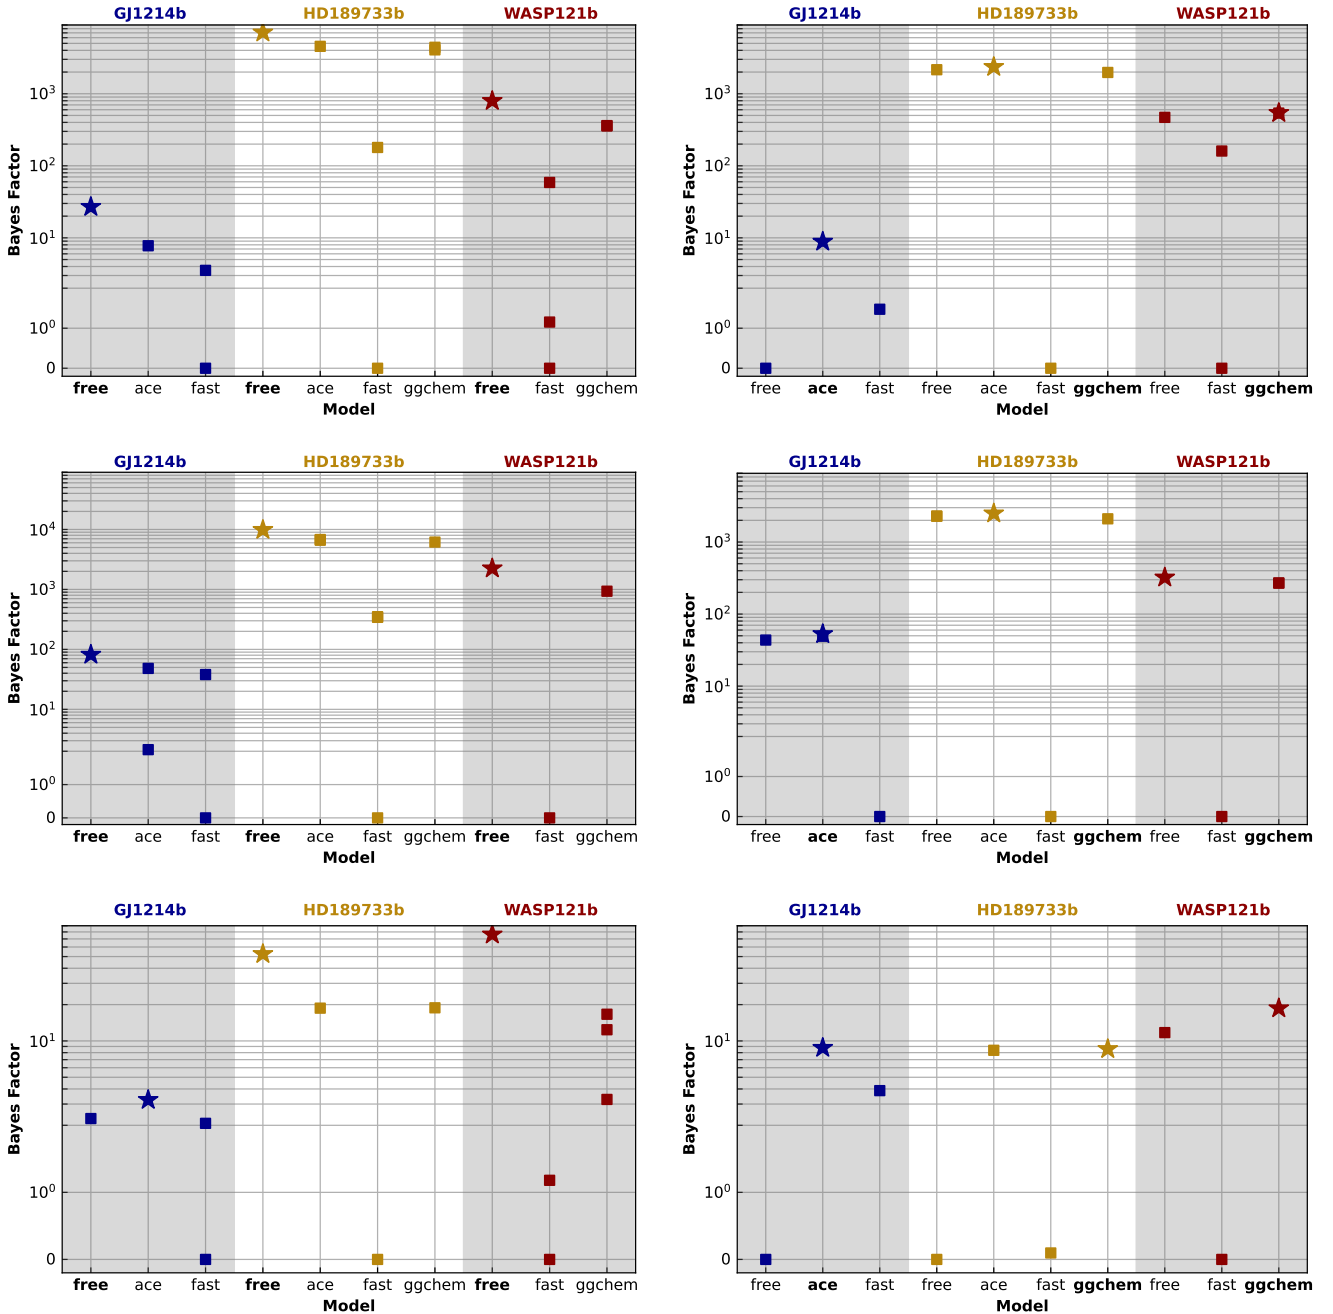 GJ1214b HD189733b WASP121b
Bayes Factor
10³
10²
10¹
10⁰
0
free ace fast free ace fast ggchem free fast ggchem
Model
GJ1214b HD189733b WASP121b
Bayes Factor
10³
10²
10¹
10⁰
0
free ace fast free ace fast ggchem free fast ggchem
Model
GJ1214b HD189733b WASP121b
Bayes Factor
10⁴
10³
10²
10¹
10⁰
0
free ace fast free ace fast ggchem free fast ggchem
Model
GJ1214b HD189733b WASP121b
Bayes Factor
10³
10²
10¹
10⁰
0
free ace fast free ace fast ggchem free fast ggchem
Model
GJ1214b HD189733b WASP121b
Bayes Factor
10¹
10⁰
0
free ace fast free ace fast ggchem free fast ggchem
Model
GJ1214b HD189733b WASP121b
Bayes Factor
10¹
10⁰
0
free ace fast free ace fast ggchem free fast ggchem
Model